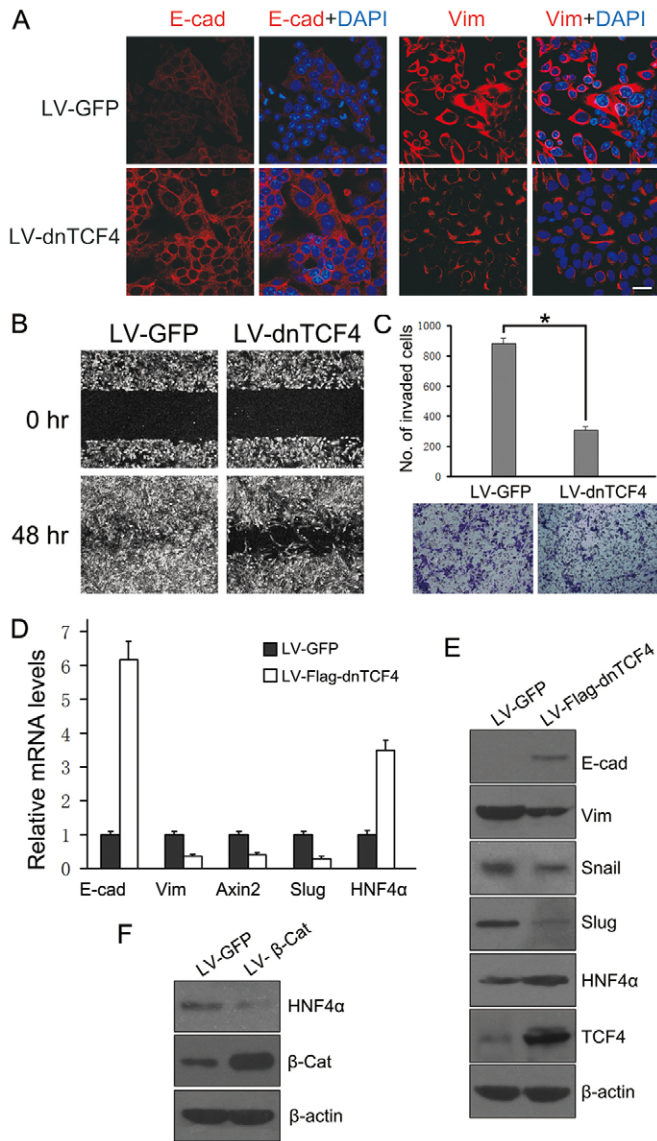 A
E-cad E-cad+DAPI Vim Vim+DAPI
LV-GFP
LV-dnTCF4
B
LV-GFP LV-dnTCF4
0 hr
48 hr
C
No. of invaded cells
1000
800
600
400
200
0
*
LV-GFP LV-dnTCF4
D
Relative mRNA levels
7
6
5
4
3
2
1
0
LV-GFP
LV-Flag-dnTCF4
E-cad Vim Axin2 Slug HNF4α
E
LV-GFP LV-Flag-dnTCF4
E-cad
Vim
Snail
Slug
HNF4α
TCF4
β-actin
F
LV-GFP LV- β-Cat
HNF4α
β-Cat
β-actin